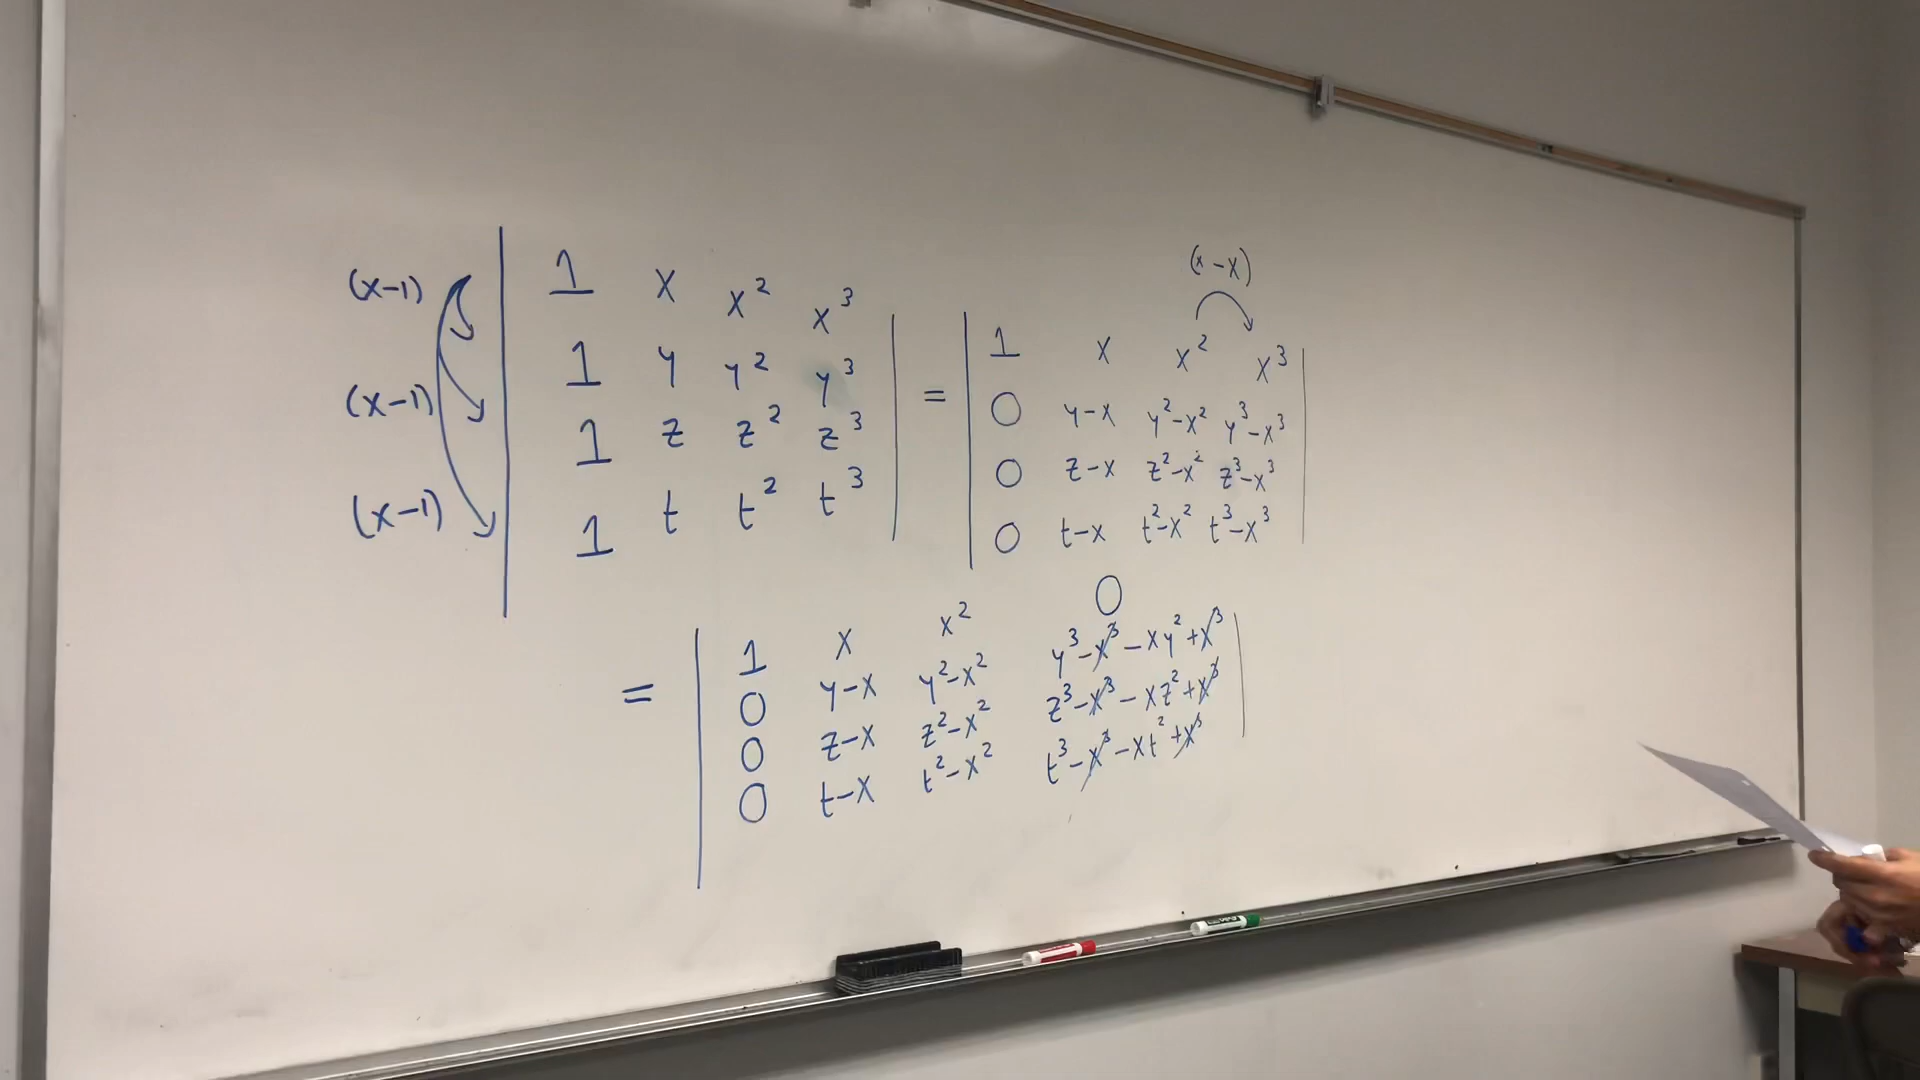 (x-1) | 1 x x² x³ |
| 1 y y² y³ |
(x-1) | 1 z z² z³ |
(x-1) | 1 t t² t³ |
=
(x-x)
| 1 x x² x³ |
| 0 y-x y²-x² y³-x³ |
| 0 z-x z²-x² z³-x³ |
| 0 t-x t²-x² t³-x³ |
=
| 1 x x² 0 |
| 0 y-x y²-x² y³-x³-xy²+x³ |
| 0 z-x z²-x² z³-x³-xz²+x³ |
| 0 t-x t²-x² t³-x³-xt²+x³ |